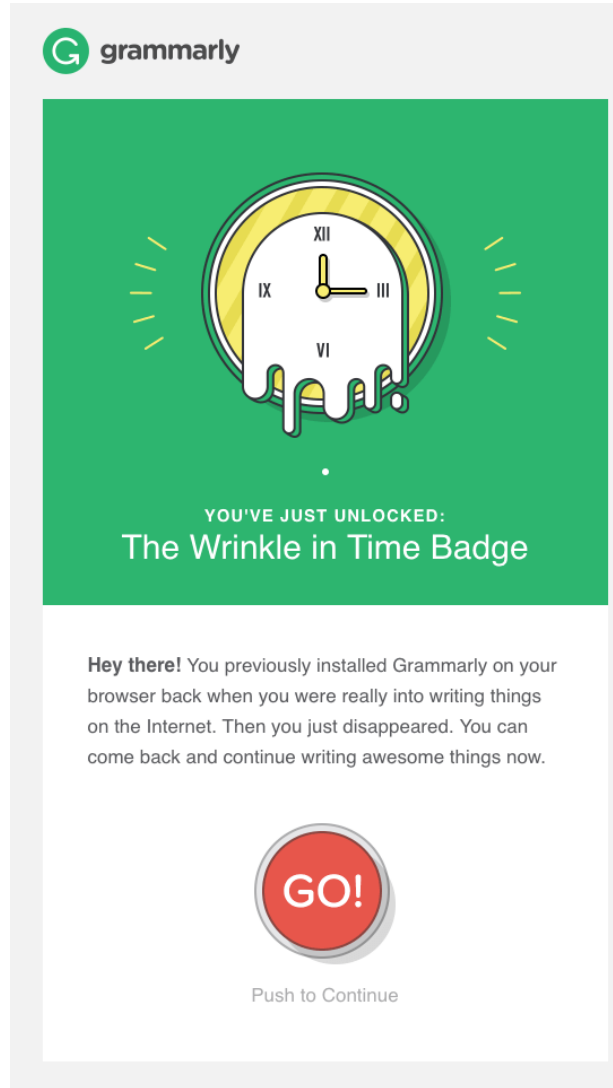 grammarly
XII
IX III
VI
YOU'VE JUST UNLOCKED:
The Wrinkle in Time Badge
Hey there! You previously installed Grammarly on your
browser back when you were really into writing things
on the Internet. Then you just disappeared. You can
come back and continue writing awesome things now.
GO!
Push to Continue